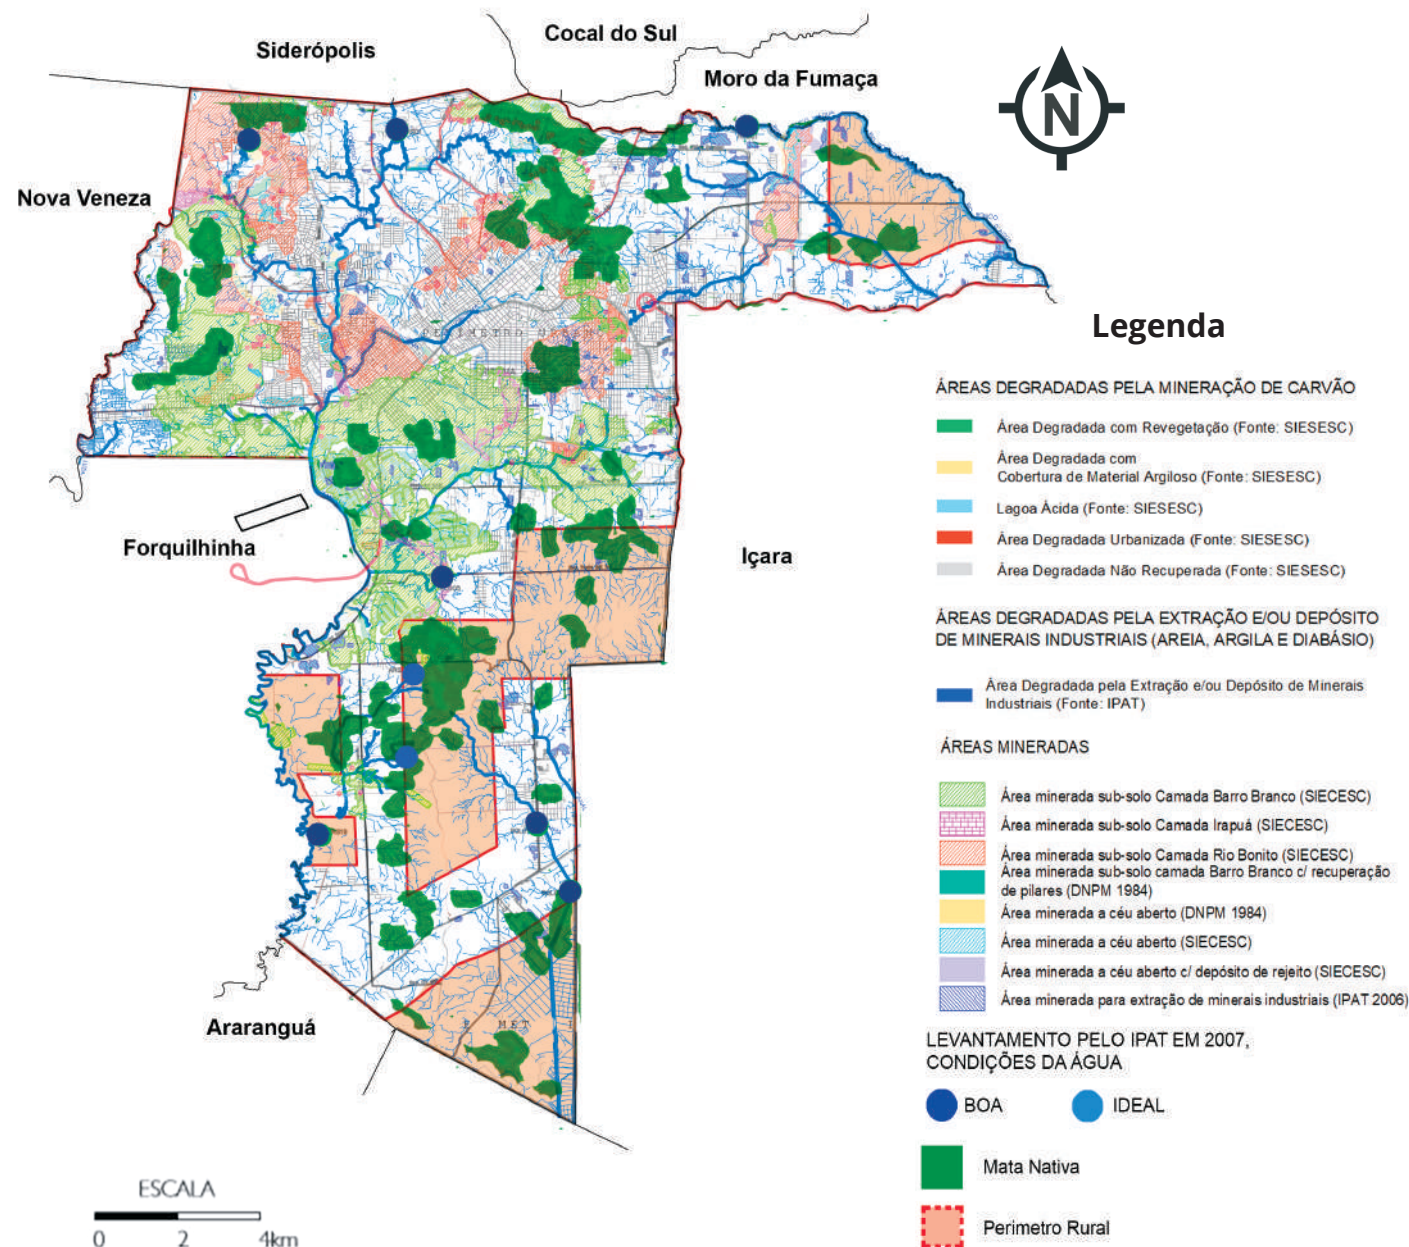 Cocal do Sul
Siderópolis
Moro da Fumaça
N
Nova Veneza
Legenda
PERIMETRO URBAN
Forquilhinha
Içara
Araranguá
ÁREAS DEGRADADAS PELA MINERAÇÃO DE CARVÃO
Área Degradada com Revegetação (Fonte: SIESESC)
Área Degradada com
Cobertura de Material Argiloso (Fonte: SIESESC)
Lagoa Ácida (Fonte: SIESESC)
Área Degradada Urbanizada (Fonte: SIESESC)
Área Degradada Não Recuperada (Fonte: SIESESC)
ÁREAS DEGRADADAS PELA EXTRAÇÃO E/OU DEPÓSITO
DE MINERAIS INDUSTRIAIS (AREIA, ARGILA E DIABÁSIO)
Área Degradada pela Extração e/ou Depósito de Minerais
Industriais (Fonte: IPAT)
ÁREAS MINERADAS
Área minerada sub-solo Camada Barro Branco (SIECESC)
Área minerada sub-solo Camada Irapuá (SIECESC)
Área minerada sub-solo Camada Rio Bonito (SIECESC)
Área minerada sub-solo camada Barro Branco c/ recuperação
de pilares (DNPM 1984)
Área minerada a céu aberto (DNPM 1984)
Área minerada a céu aberto (SIECESC)
Área minerada a céu aberto c/ depósito de rejeito (SIECESC)
Área minerada para extração de minerais industriais (IPAT 2006)
LEVANTAMENTO PELO IPAT EM 2007,
CONDIÇÕES DA ÁGUA
BOA IDEAL
Mata Nativa
Perimetro Rural
ESCALA
0 2 4km